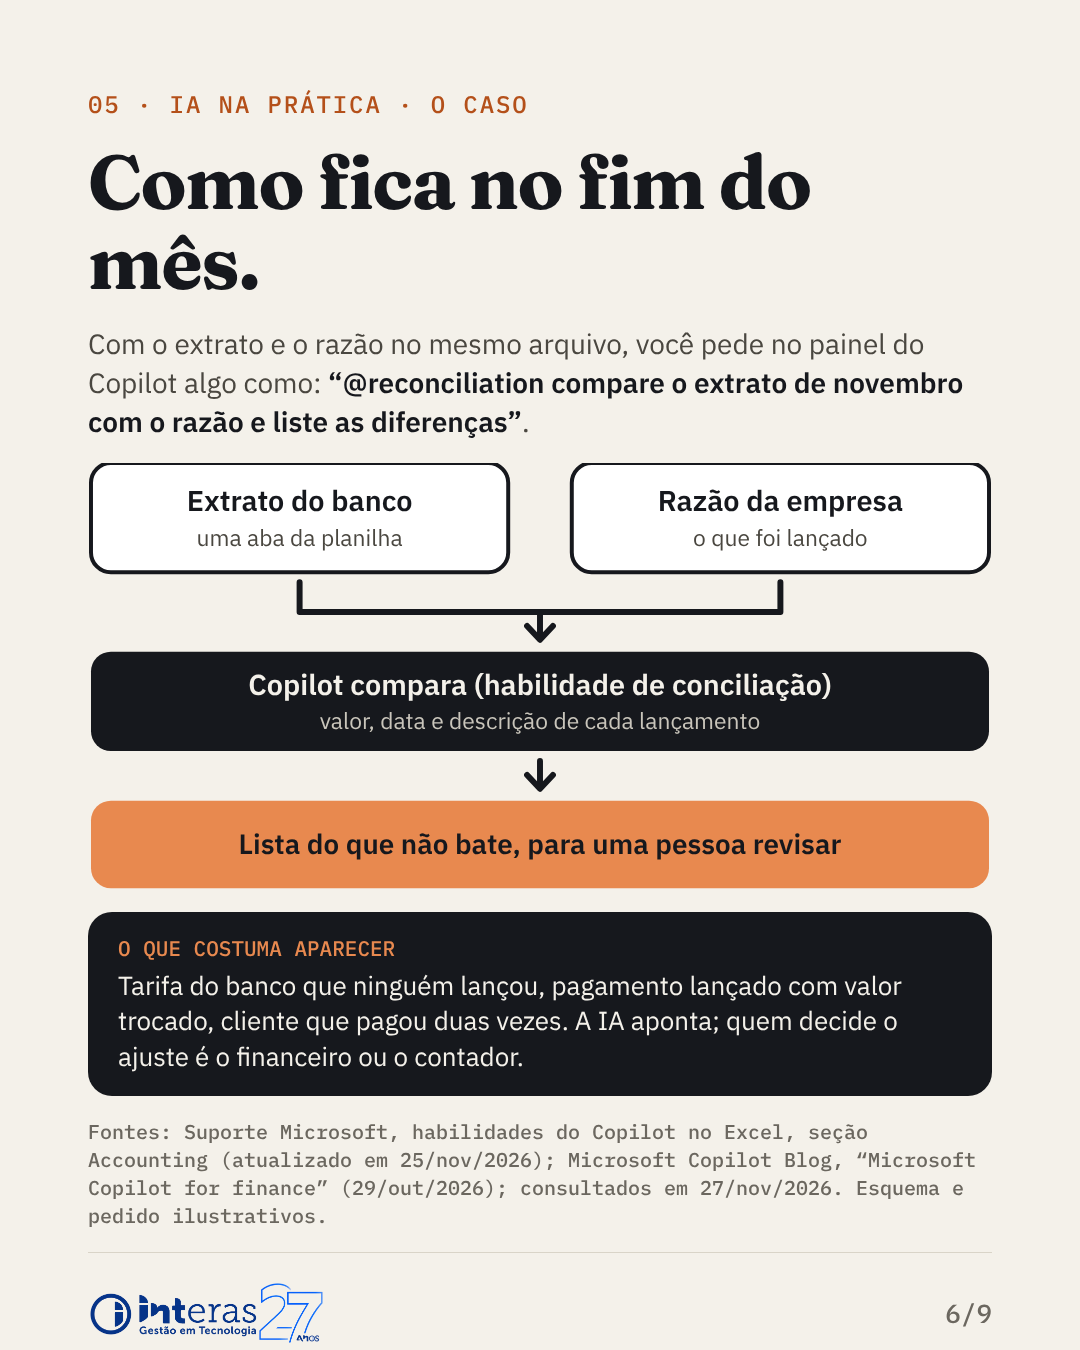 05 · IA NA PRÁTICA · O CASO
Como fica no fim do
mês.
Com o extrato e o razão no mesmo arquivo, você pede no painel do
Copilot algo como: “@reconciliation compare o extrato de novembro
com o razão e liste as diferenças”.
Extrato do banco
uma aba da planilha
Razão da empresa
o que foi lançado
Copilot compara (habilidade de conciliação)
valor, data e descrição de cada lançamento
Lista do que não bate, para uma pessoa revisar
O QUE COSTUMA APARECER
Tarifa do banco que ninguém lançou, pagamento lançado com valor
trocado, cliente que pagou duas vezes. A IA aponta; quem decide o
ajuste é o financeiro ou o contador.
Fontes: Suporte Microsoft, habilidades do Copilot no Excel, seção
Accounting (atualizado em 25/nov/2026); Microsoft Copilot Blog, “Microsoft
Copilot for finance” (29/out/2026); consultados em 27/nov/2026. Esquema e
pedido ilustrativos.
interas 27
Gestão em Tecnologia ANOS
6/9